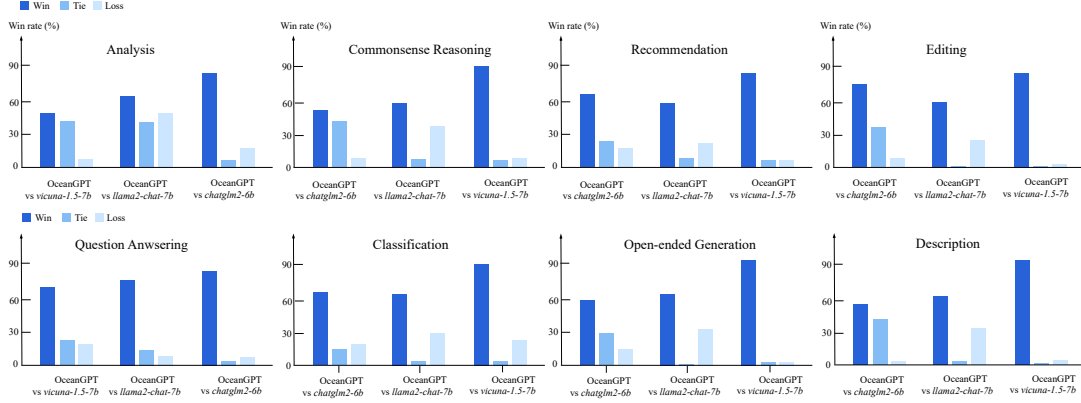 Win Tie Loss
Win rate (%) Win rate (%) Win rate (%) Win rate (%)
Analysis Commonsense Reasoning Recommendation Editing
90 90 90 90
60 60 60 60
30 30 30 30
0 0 0 0
OceanGPT OceanGPT OceanGPT OceanGPT OceanGPT OceanGPT OceanGPT OceanGPT OceanGPT OceanGPT OceanGPT OceanGPT
vs vicuna-1.5-7b vs llama2-chat-7b vs chatglm2-6b vs chatglm2-6b vs llama2-chat-7b vs vicuna-1.5-7b vs chatglm2-6b vs llama2-chat-7b vs vicuna-1.5-7b vs chatglm2-6b vs llama2-chat-7b vs vicuna-1.5-7b
Win Tie Loss
Question Anwsering Classification Open-ended Generation Description
90 90 90 90
60 60 60 60
30 30 30 30
0 0 0 0
OceanGPT OceanGPT OceanGPT OceanGPT OceanGPT OceanGPT OceanGPT OceanGPT OceanGPT OceanGPT OceanGPT OceanGPT
vs vicuna-1.5-7b vs llama2-chat-7b vs chatglm2-6b vs chatglm2-6b vs llama2-chat-7b vs vicuna-1.5-7b vs chatglm2-6b vs llama2-chat-7b vs vicuna-1.5-7b vs chatglm2-6b vs llama2-chat-7b vs vicuna-1.5-7b